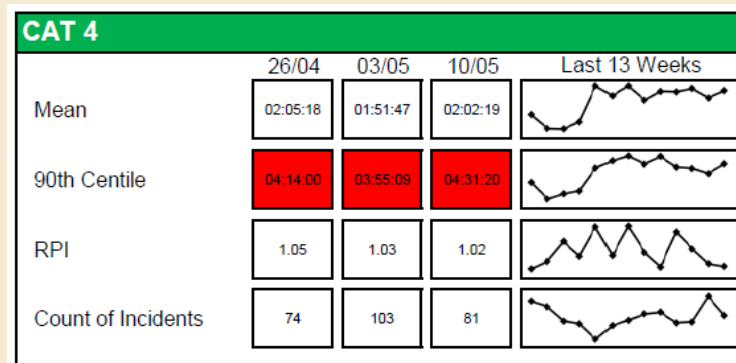 CAT 4
26/04 03/05 10/05 Last 13 Weeks
Mean 02:05:18 01:51:47 02:02:19
90th Centile 04:14:00 03:55:09 04:31:20
RPI 1.05 1.03 1.02
Count of Incidents 74 103 81